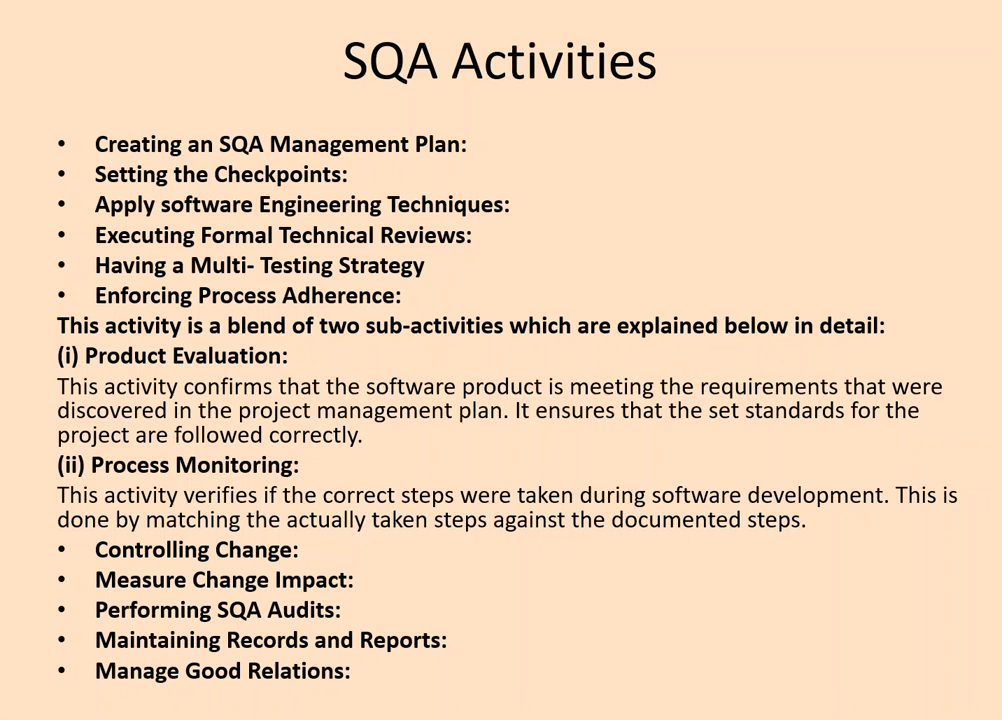 SQA Activities
• Creating an SQA Management Plan:
• Setting the Checkpoints:
• Apply software Engineering Techniques:
• Executing Formal Technical Reviews:
• Having a Multi- Testing Strategy
• Enforcing Process Adherence:
This activity is a blend of two sub-activities which are explained below in detail:
(i) Product Evaluation:
This activity confirms that the software product is meeting the requirements that were
discovered in the project management plan. It ensures that the set standards for the
project are followed correctly.
(ii) Process Monitoring:
This activity verifies if the correct steps were taken during software development. This is
done by matching the actually taken steps against the documented steps.
• Controlling Change:
• Measure Change Impact:
• Performing SQA Audits:
• Maintaining Records and Reports:
• Manage Good Relations: